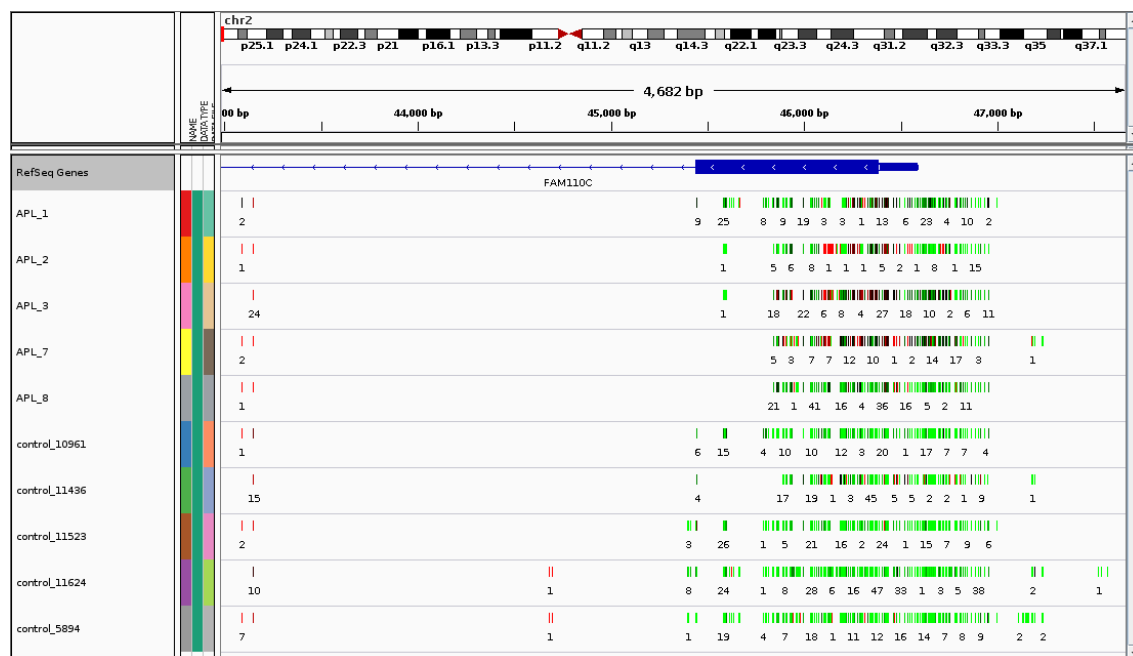 chr2
p25.1 p24.1 p22.3 p21 p16.1 p13.3 p11.2 q11.2 q13 q14.3 q22.1 q23.3 q24.3 q31.2 q32.3 q33.3 q35 q37.1
4,682 bp
00 bp 44,000 bp 45,000 bp 46,000 bp 47,000 bp
NAME
DATA TYPE
RefSeq Genes
FAM110C
APL_1
2 9 25 8 9 19 3 3 1 13 6 23 4 10 2
APL_2
1 1 5 6 8 1 1 1 5 2 1 8 1 15
APL_3
24 1 18 22 6 8 4 27 18 10 2 6 11
APL_7
2 5 3 7 7 12 10 1 2 14 17 3 1
APL_8
1 21 1 41 16 4 36 16 5 2 11
control_10961
1 6 15 4 10 10 12 3 20 1 17 7 7 4
control_11436
15 4 17 19 1 3 45 5 5 2 2 1 9 1
control_11523
2 3 26 1 5 21 16 2 24 1 15 7 9 6
control_11624
10 1 8 24 1 8 28 6 16 47 33 1 3 5 38 2 1
control_5894
7 1 1 19 4 7 18 1 11 12 16 14 7 8 9 2 2